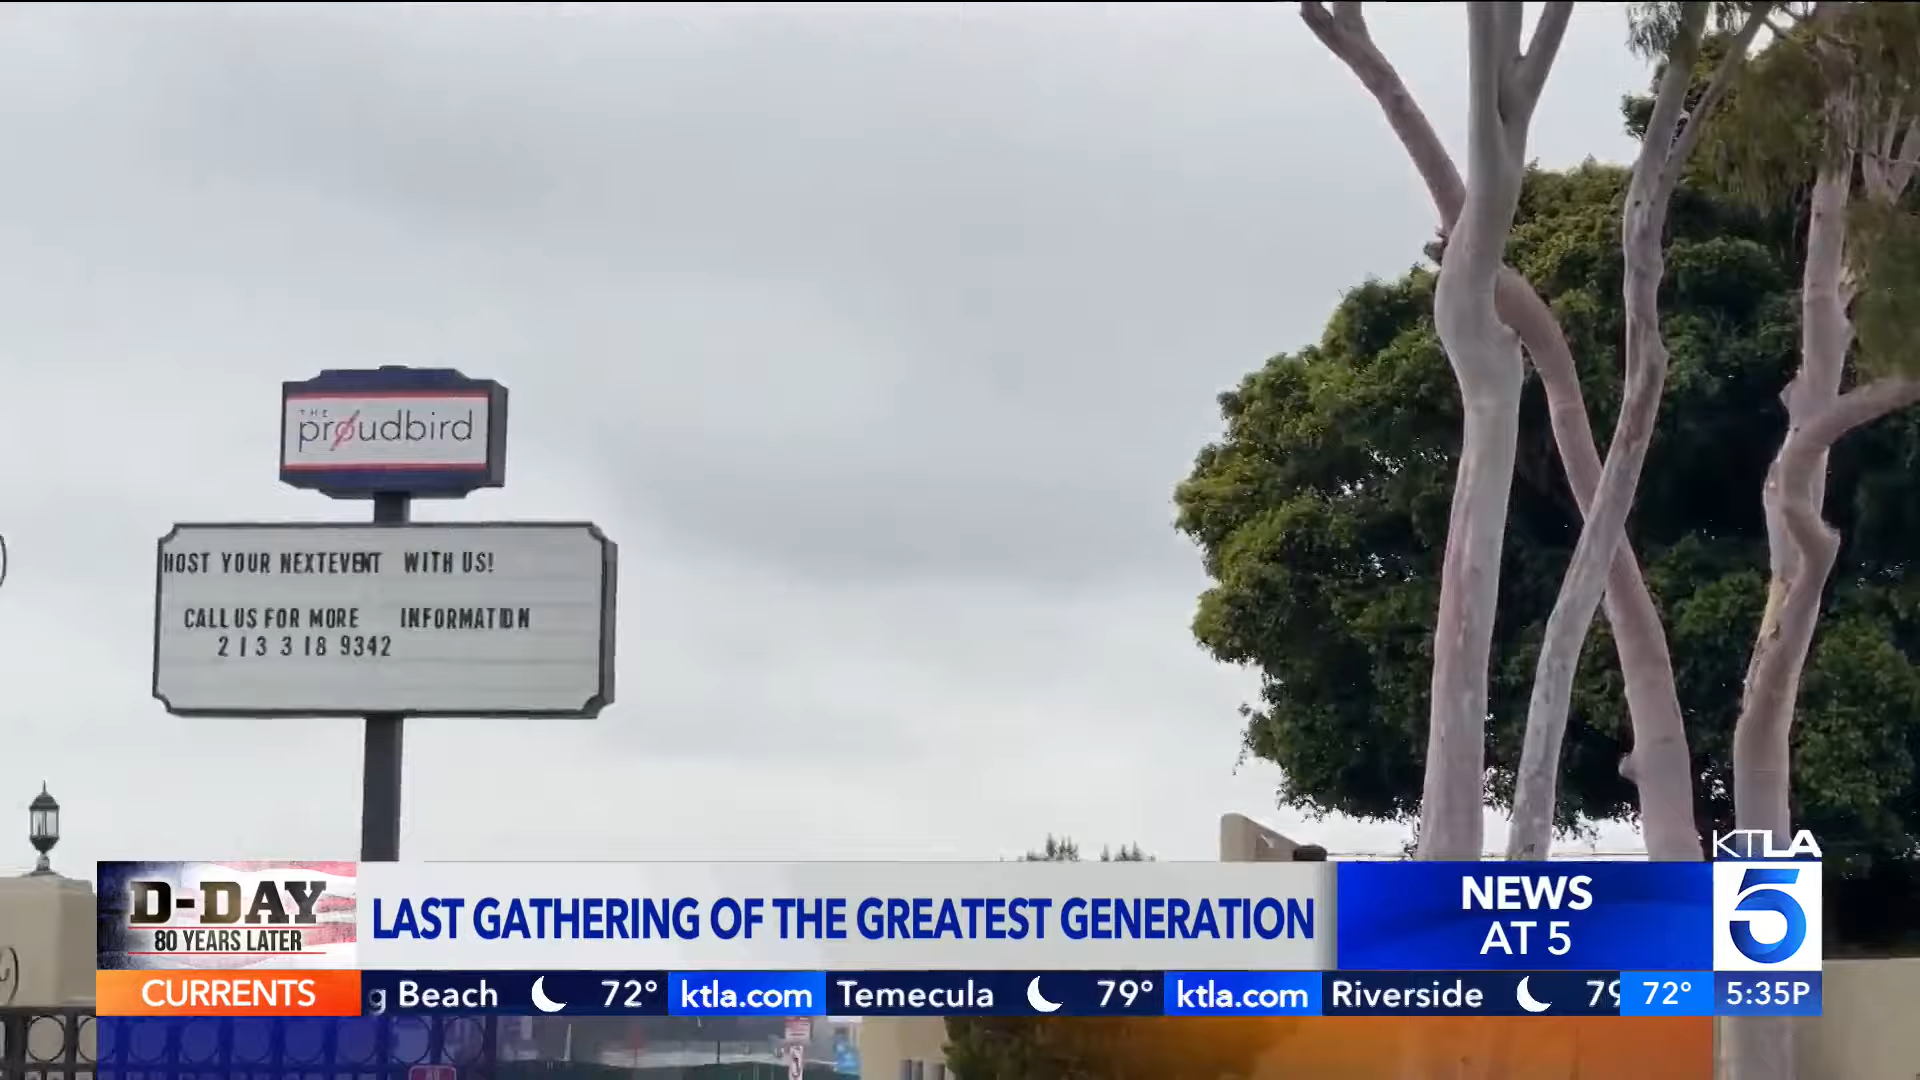 THE
proudbird
HOST YOUR NEXTEVENT WITH US!
CALL US FOR MORE INFORMATION
213 318 9342
KTLA
5
D-DAY
80 YEARS LATER
LAST GATHERING OF THE GREATEST GENERATION
NEWS
AT 5
CURRENTS
g Beach 72° ktla.com Temecula 79° ktla.com Riverside 79 72° 5:35P